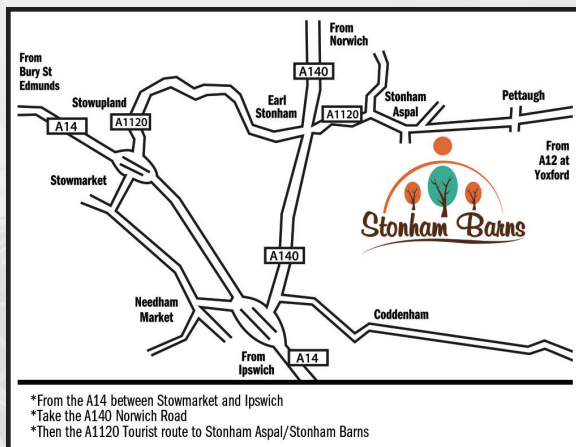 From
Norwich
From
Bury St
Edmunds
A140
Stowupland
Earl
Stonham
Stonham
Aspal
Pettaugh
A14
A1120
A1120
From
A12 at
Yoxford
Stowmarket
Stonham Barns
A140
Needham
Market
Coddenham
From
Ipswich
A14
*From the A14 between Stowmarket and Ipswich
*Take the A140 Norwich Road
*Then the A1120 Tourist route to Stonham Aspal/Stonham Barns